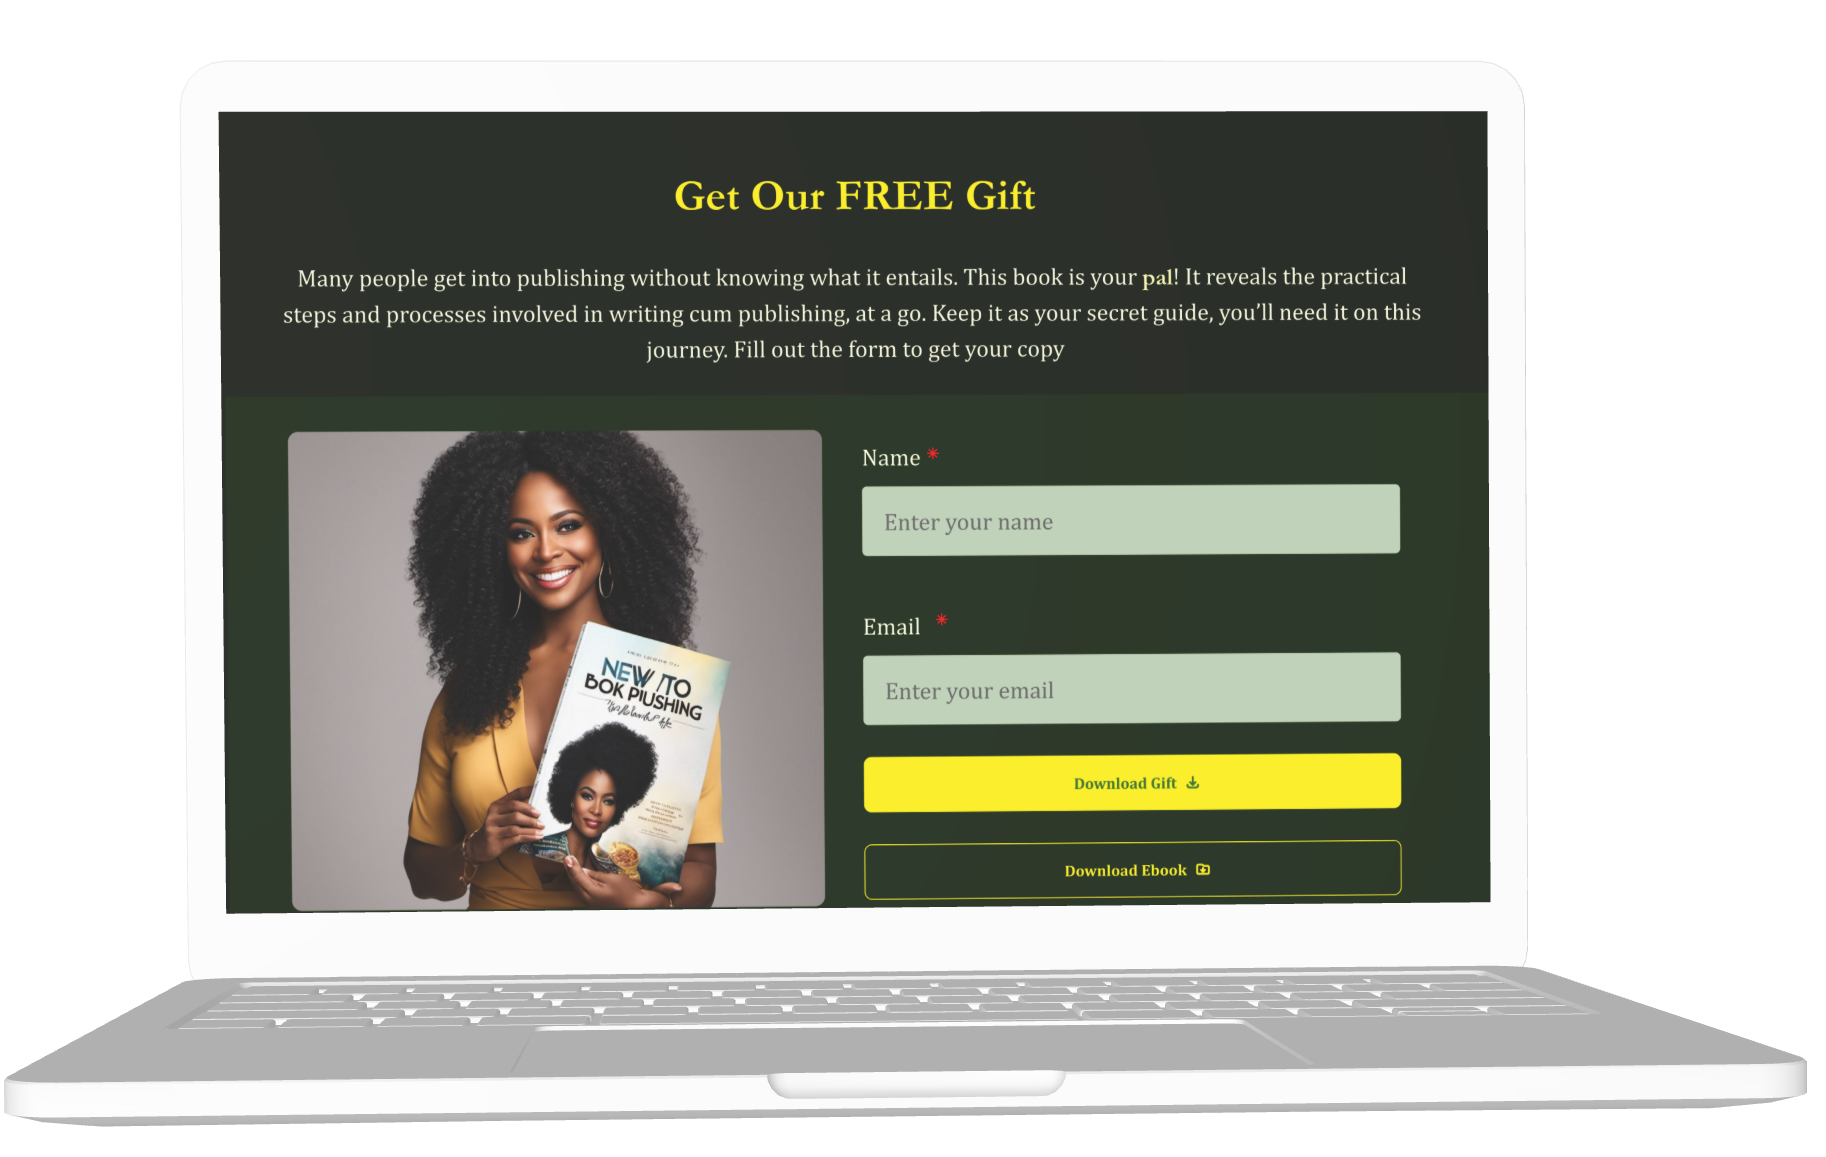 Get Our FREE Gift
Many people get into publishing without knowing what it entails. This book is your pal! It reveals the practical
steps and processes involved in writing cum publishing, at a go. Keep it as your secret guide, you’ll need it on this
journey. Fill out the form to get your copy
Name *
Enter your name
Email *
Enter your email
Download Gift
Download Ebook
NEW TO
BOK PIUSHING